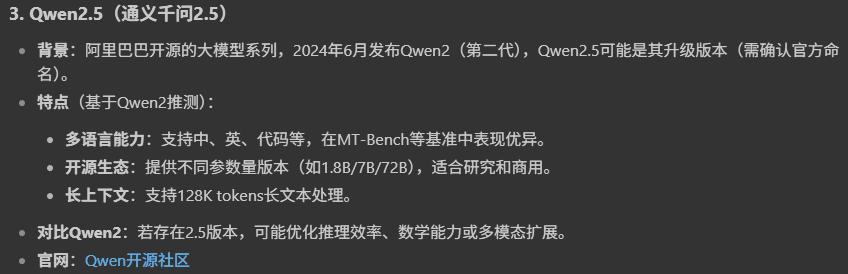 3. Qwen2.5（通义千问2.5）
背景：阿里巴巴开源的大模型系列，2024年6月发布Qwen2（第二代），Qwen2.5可能是其升级版本（需确认官方命
名）。
特点（基于Qwen2推测）：
多语言能力：支持中、英、代码等，在MT-Bench等基准中表现优异。
开源生态：提供不同参数量版本（如1.8B/7B/72B），适合研究和商用。
长上下文：支持128K tokens长文本处理。
对比Qwen2：若存在2.5版本，可能优化推理效率、数学能力或多模态扩展。
官网：Qwen开源社区